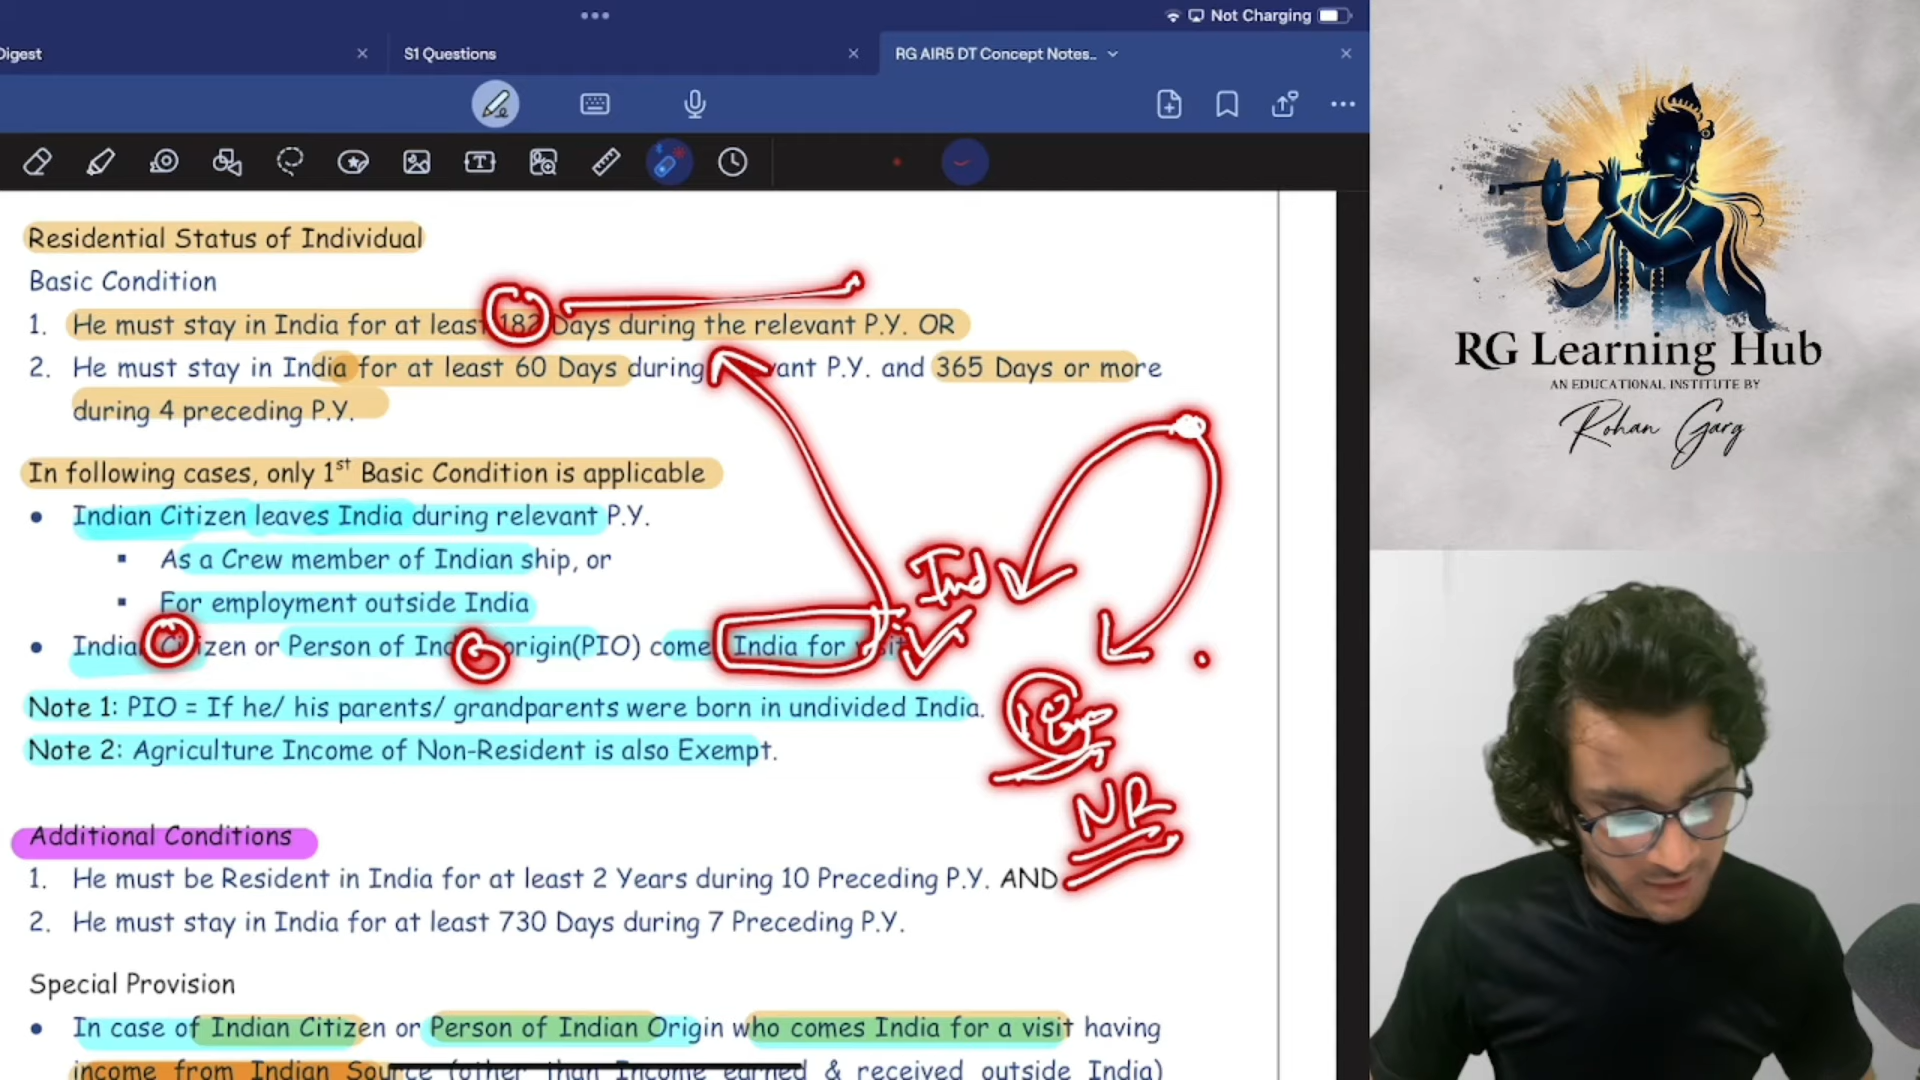 Not Charging
Digest
S1 Questions
RG AIR5 DT Concept Notes..
Residential Status of Individual
Basic Condition
1. He must stay in India for at least 182 Days during the relevant P.Y. OR
2. He must stay in India for at least 60 Days during vant P.Y. and 365 Days or more
during 4 preceding P.Y.
In following cases, only 1st Basic Condition is applicable
• Indian Citizen leaves India during relevant P.Y.
▪ As a Crew member of Indian ship, or
▪ For employment outside India
Ind
• Indian Citizen or Person of Indian origin(PIO) come India for visit
Note 1: PIO = If he/ his parents/ grandparents were born in undivided India.
Note 2: Agriculture Income of Non-Resident is also Exempt.
NR
Additional Conditions
1. He must be Resident in India for at least 2 Years during 10 Preceding P.Y. AND
2. He must stay in India for at least 730 Days during 7 Preceding P.Y.
Special Provision
• In case of Indian Citizen or Person of Indian Origin who comes India for a visit having
income from Indian Source (other than Income earned & received outside India)
RG Learning Hub
AN EDUCATIONAL INSTITUTE BY
Rohan Garg